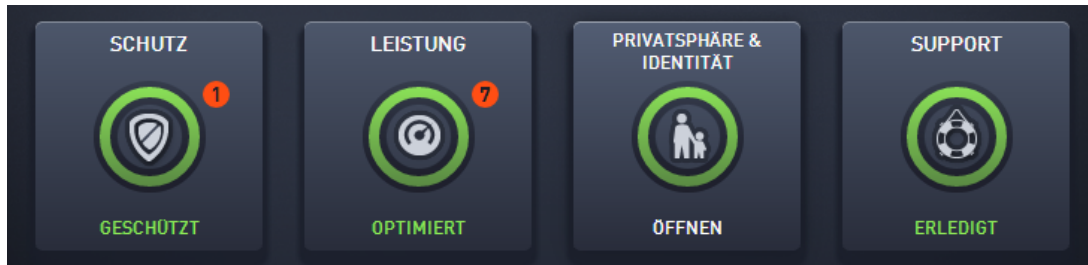 SCHUTZ
1
GESCHÜTZT
LEISTUNG
7
OPTIMIERT
PRIVATSPHÄRE &
IDENTITÄT
ÖFFNEN
SUPPORT
ERLEDIGT